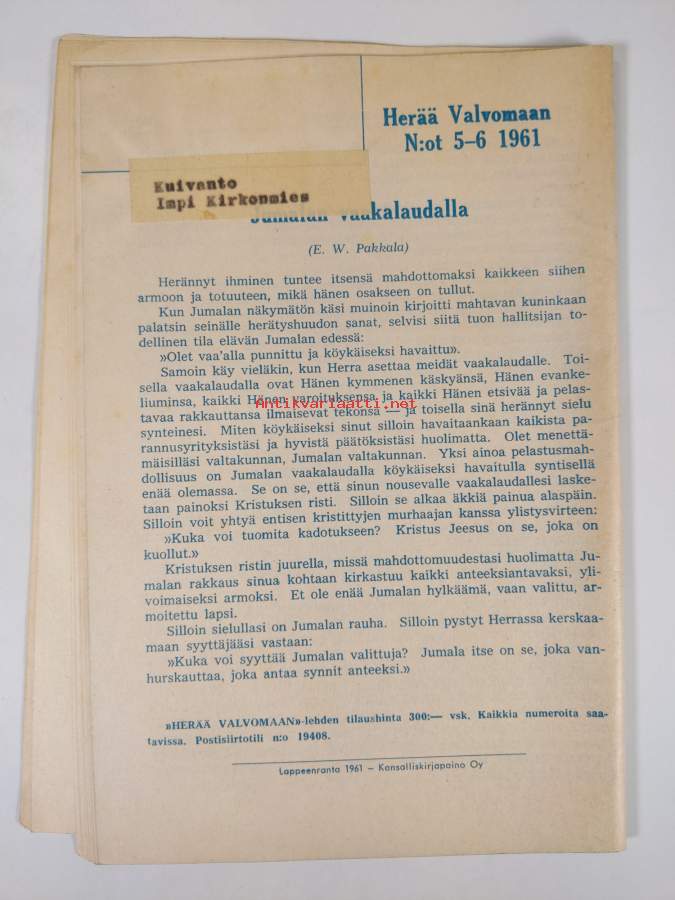 Herää Valvomaan
N:ot 5–6 1961
Kuivanto
Impi Kirkonmies
Jumalan vaakalaudalla
(E. W. Pakkala)
Herännyt ihminen tuntee itsensä mahdottomaksi kaikkeen siihen
armoon ja totuuteen, mikä hänen osakseen on tullut.
Kun Jumalan näkymätön käsi muinoin kirjoitti mahtavan kuninkaan
palatsin seinälle herätyshuudon sanat, selvisi siitä tuon hallitsijan to-
dellinen tila elävän Jumalan edessä:
»Olet vaa'alla punnittu ja köykäiseksi havaittu».
Samoin käy vieläkin, kun Herra asettaa meidät vaakalaudalle. Toi-
sella vaakalaudalla ovat Hänen kymmenen käskyänsä, Hänen evanke-
liuminsa, kaikki Hänen varoituksensa ja kaikki Hänen etsivää ja pelas-
Antikvariaatti.net
tavaa rakkauttansa ilmaisevat tekonsa — ja toisella sinä herännyt sielu
synteinesi. Miten köykäiseksi sinut silloin havaitaankaan kaikista pa-
rannusyrityksistäsi ja hyvistä päätöksistäsi huolimatta. Olet menettä-
mäisilläsi valtakunnan, Jumalan valtakunnan. Yksi ainoa pelastusmah-
dollisuus on Jumalan vaakalaudalla köykäiseksi havaitulla syntisellä
enää olemassa. Se on se, että sinun nousevalle vaakalaudallesi laske-
taan painoksi Kristuksen risti. Silloin se alkaa äkkiä painua alaspäin.
Silloin voit yhtyä entisen kristittyjen murhaajan kanssa ylistysvirteen:
»Kuka voi tuomita kadotukseen? Kristus Jeesus on se, joka on
kuollut.»
Kristuksen ristin juurella, missä mahdottomuudestasi huolimatta Ju-
malan rakkaus sinua kohtaan kirkastuu kaikki anteeksiantavaksi, yli-
voimaiseksi armoksi. Et ole enää Jumalan hylkäämä, vaan valittu, ar-
moitettu lapsi.
Silloin sielullasi on Jumalan rauha. Silloin pystyt Herrassa kerskaa-
maan syyttäjääsi vastaan:
»Kuka voi syyttää Jumalan valittuja? Jumala itse on se, joka van-
hurskauttaa, joka antaa synnit anteeksi.»
»HERÄÄ VALVOMAAN»-lehden tilaushinta 300:— vsk. Kaikkia numeroita saa-
tavissa. Postisiirtotili n:o 19408.
Lappeenranta 1961 – Kansalliskirjapaino Oy